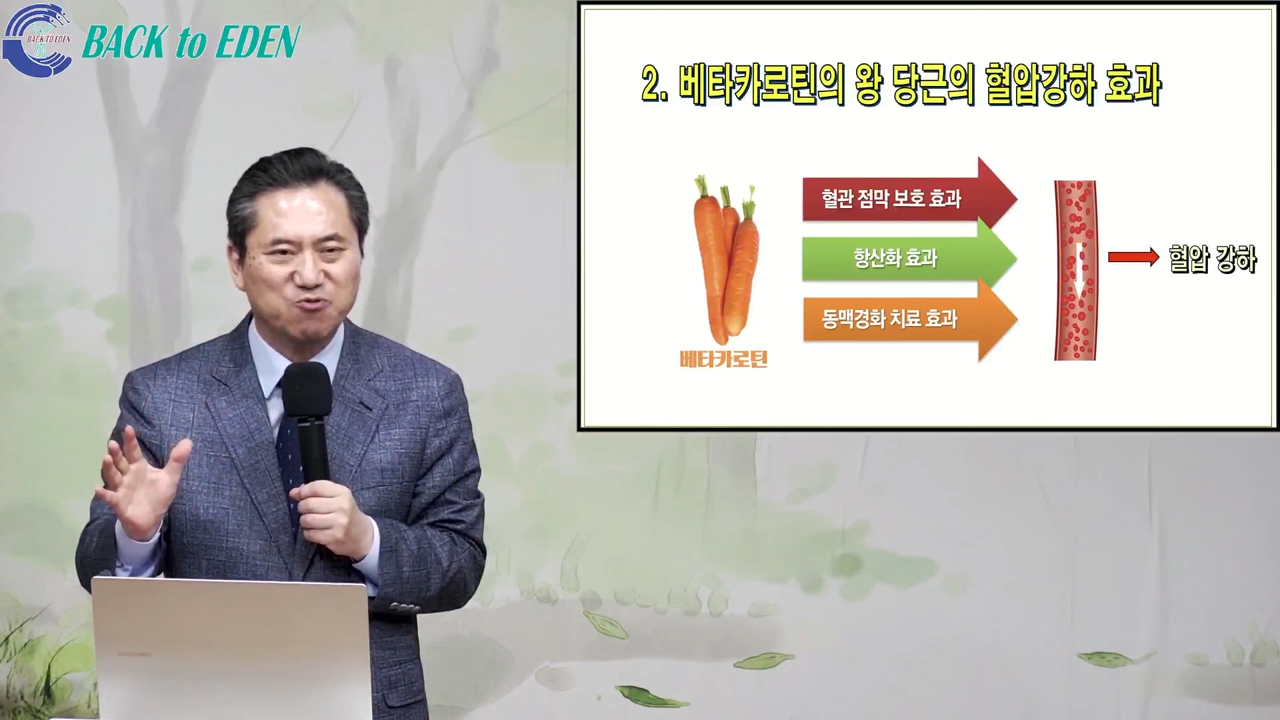 BACK TO EDEN
BACK to EDEN
2. 베타카로틴의 왕 당근의 혈압강하 효과
혈관 점막 보호 효과
항산화 효과
동맥경화 치료 효과
혈압 강하
베타카로틴